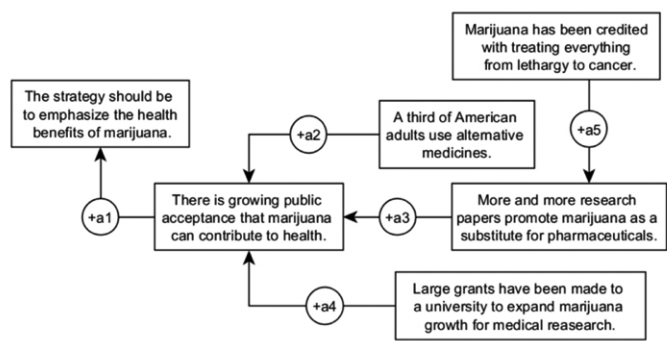 Marijuana has been credited
with treating everything
from lethargy to cancer.
The strategy should be
to emphasize the health
benefits of marijuana.
+a2
A third of American
adults use alternative
medicines.
+a5
There is growing public
acceptance that marijuana
can contribute to health.
+a1
+a3
More and more research
papers promote marijuana as a
substitute for pharmaceuticals.
+a4
Large grants have been made to
a university to expand marijuana
growth for medical reasearch.